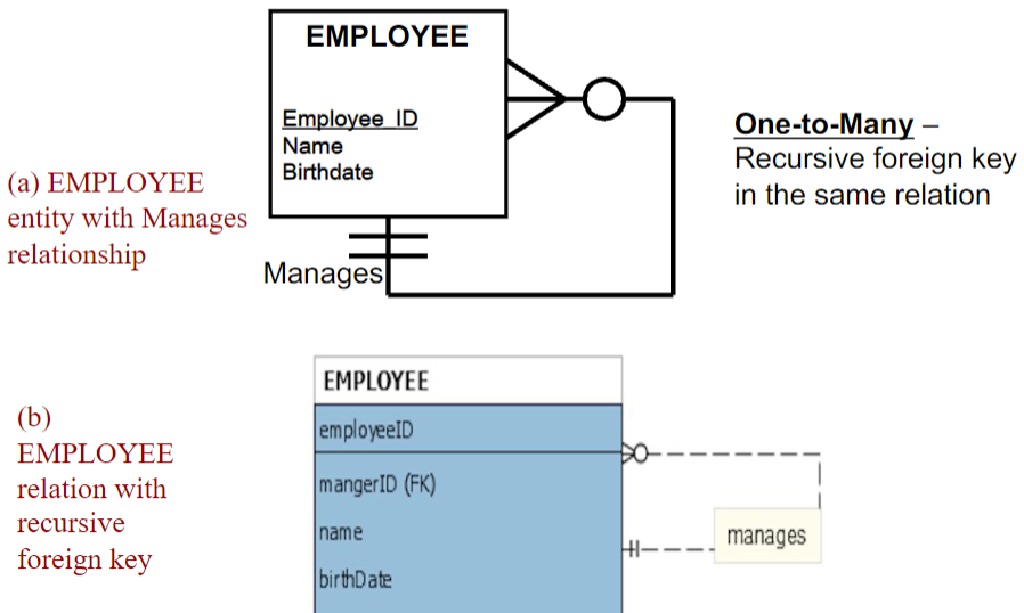 EMPLOYEE
Employee_ID
Name
Birthdate
Manages
(a) EMPLOYEE
entity with Manages
relationship
One-to-Many –
Recursive foreign key
in the same relation
(b)
EMPLOYEE
relation with
recursive
foreign key
EMPLOYEE
employeeID
mangerID (FK)
name
birthDate
manages